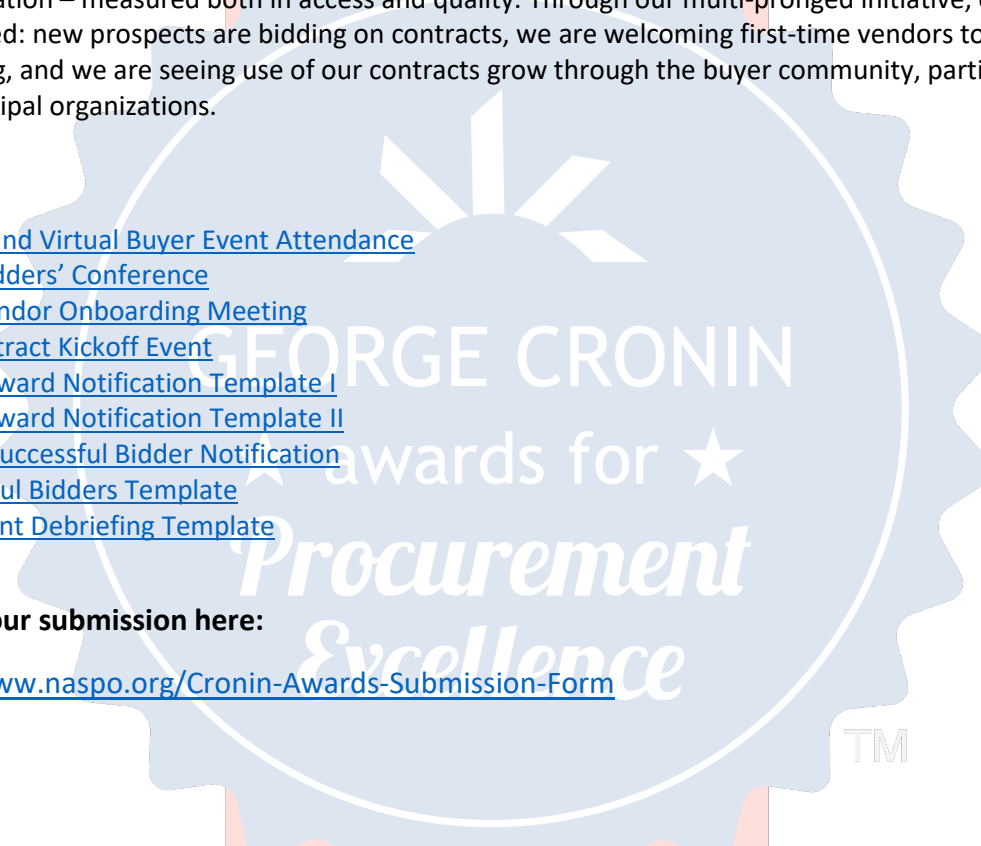 ation – measured both in access and quality. Through our multi-pronged initiative,
ed: new prospects are bidding on contracts, we are welcoming first-time vendors to
g, and we are seeing use of our contracts grow through the buyer community, parti
ipal organizations.
nd Virtual Buyer Event Attendance
dders’ Conference
ndor Onboarding Meeting
tract Kickoff Event
ward Notification Template I
ward Notification Template II
uccessful Bidder Notification
ul Bidders Template
nt Debriefing Template
our submission here:
ww.naspo.org/Cronin-Awards-Submission-Form
GEORGE CRONIN
★ awards for ★
Procurement
Excellence
TM